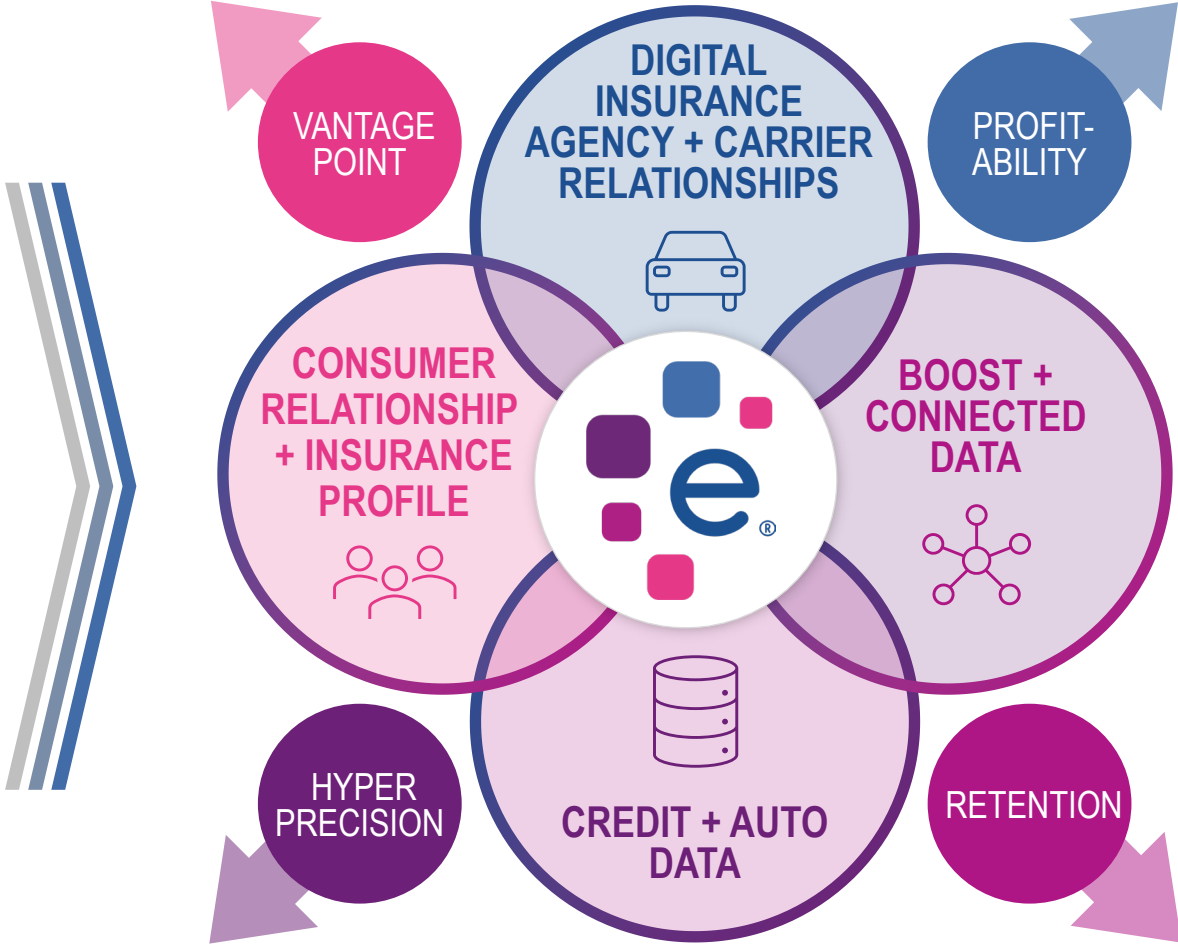 VANTAGE
POINT
DIGITAL
INSURANCE
AGENCY + CARRIER
RELATIONSHIPS
PROFIT-
ABILITY
CONSUMER
RELATIONSHIP
+ INSURANCE
PROFILE
e®
BOOST +
CONNECTED
DATA
HYPER
PRECISION
CREDIT + AUTO
DATA
RETENTION